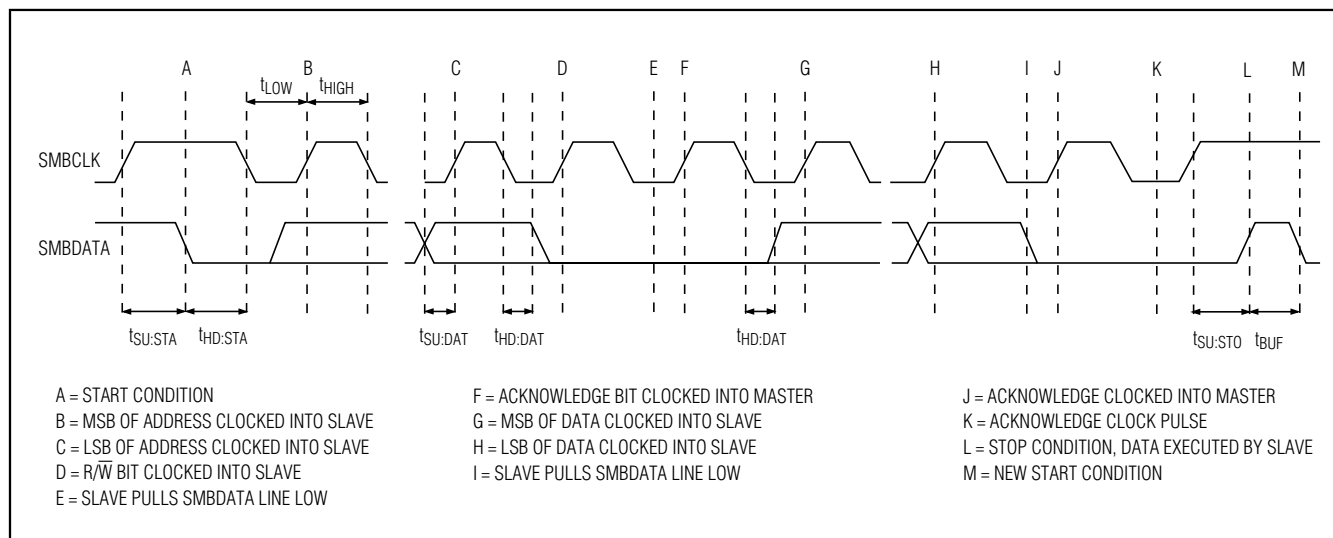 A B C D E F G H I J K L M
tLOW tHIGH
SMBCLK
SMBDATA
tSU:STA tHD:STA tSU:DAT tHD:DAT tHD:DAT tSU:STO tBUF
A = START CONDITION
B = MSB OF ADDRESS CLOCKED INTO SLAVE
C = LSB OF ADDRESS CLOCKED INTO SLAVE
D = R/W̅ BIT CLOCKED INTO SLAVE
E = SLAVE PULLS SMBDATA LINE LOW
F = ACKNOWLEDGE BIT CLOCKED INTO MASTER
G = MSB OF DATA CLOCKED INTO SLAVE
H = LSB OF DATA CLOCKED INTO SLAVE
I = SLAVE PULLS SMBDATA LINE LOW
J = ACKNOWLEDGE CLOCKED INTO MASTER
K = ACKNOWLEDGE CLOCK PULSE
L = STOP CONDITION, DATA EXECUTED BY SLAVE
M = NEW START CONDITION